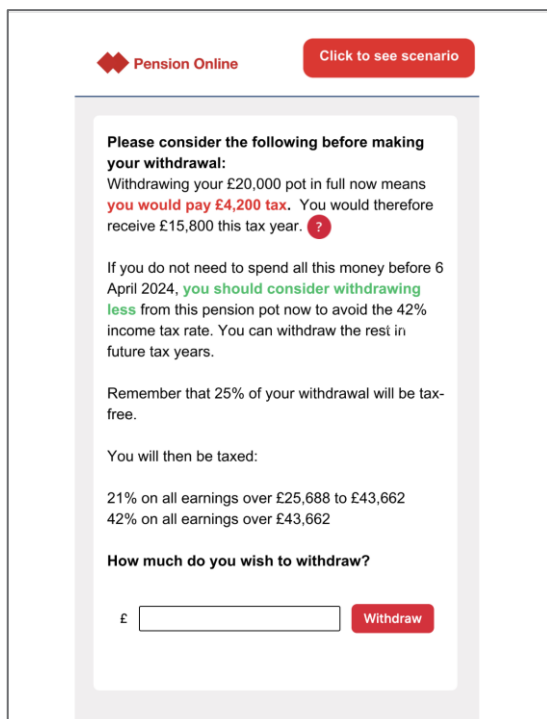 Pension Online
Click to see scenario
Please consider the following before making
your withdrawal:
Withdrawing your £20,000 pot in full now means
you would pay £4,200 tax. You would therefore
receive £15,800 this tax year. ?
If you do not need to spend all this money before 6
April 2024, you should consider withdrawing
less from this pension pot now to avoid the 42%
income tax rate. You can withdraw the rest in
future tax years.
Remember that 25% of your withdrawal will be tax-
free.
You will then be taxed:
21% on all earnings over £25,688 to £43,662
42% on all earnings over £43,662
How much do you wish to withdraw?
£
Withdraw